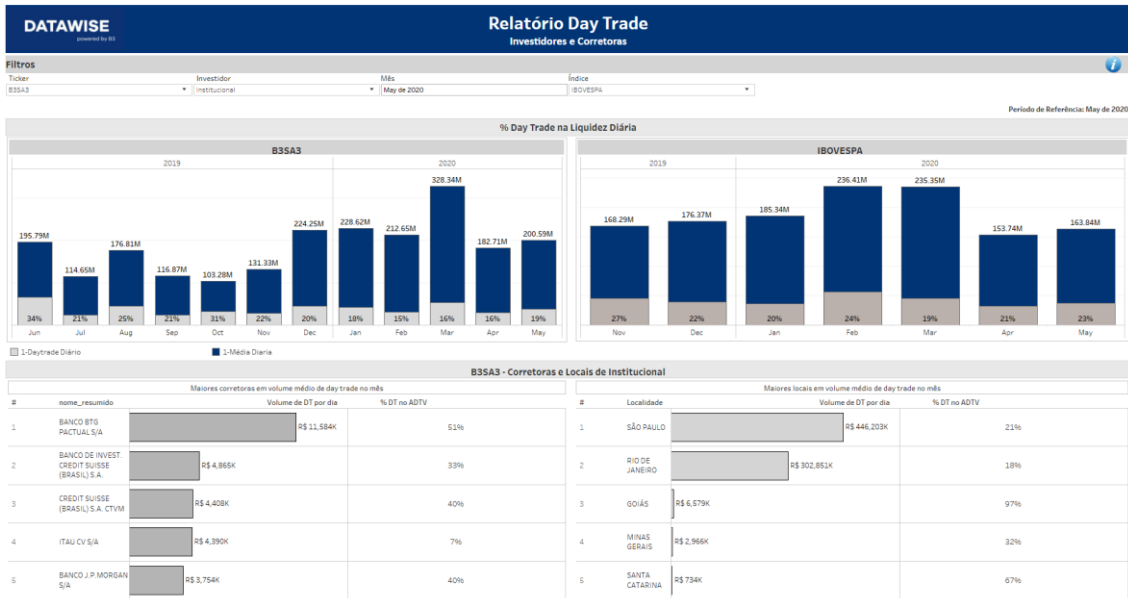 DATAWISE
powered by B3
Relatório Day Trade
Investidores e Corretoras
Filtros
Ticker Investidor Mês Índice
B3SA3 Institucional May de 2020 IBOVESPA
Período de Referência: May de 2020
% Day Trade na Liquidez Diária
B3SA3
2019 2020
195.79M 114.65M 176.81M 116.87M 103.28M 131.33M 224.25M 228.62M 212.65M 328.34M 182.71M 200.59M
34% 21% 25% 21% 31% 22% 20% 18% 15% 16% 16% 19%
Jun Jul Aug Sep Oct Nov Dec Jan Feb Mar Apr May
1-Daytrade Diário 1-Média Diaria
IBOVESPA
2019 2020
168.29M 176.37M 185.34M 236.41M 235.35M 153.74M 163.84M
27% 22% 20% 24% 19% 21% 23%
Nov Dec Jan Feb Mar Apr May
B3SA3 - Corretoras e Locais de Institucional
Maiores corretoras em volume médio de day trade no mês
# nome_resumido Volume de DT por dia % DT no ADTV
1 BANCO BTG
PACTUAL S/A R$ 11,584K 51%
2 BANCO DE INVEST.
CREDIT SUISSE
(BRASIL) S.A. R$ 4,865K 33%
3 CREDIT SUISSE
(BRASIL) S.A. CTVM R$ 4,408K 40%
4 ITAU CV S/A R$ 4,390K 7%
5 BANCO J.P.MORGAN
S/A R$ 3,754K 40%
Maiores locais em volume médio de day trade no mês
# Localidade Volume de DT por dia % DT no ADTV
1 SÃO PAULO R$ 446,203K 21%
2 RIO DE
JANEIRO R$ 302,851K 18%
3 GOIÁS R$ 6,579K 97%
4 MINAS
GERAIS R$ 2,966K 32%
5 SANTA
CATARINA R$ 734K 67%